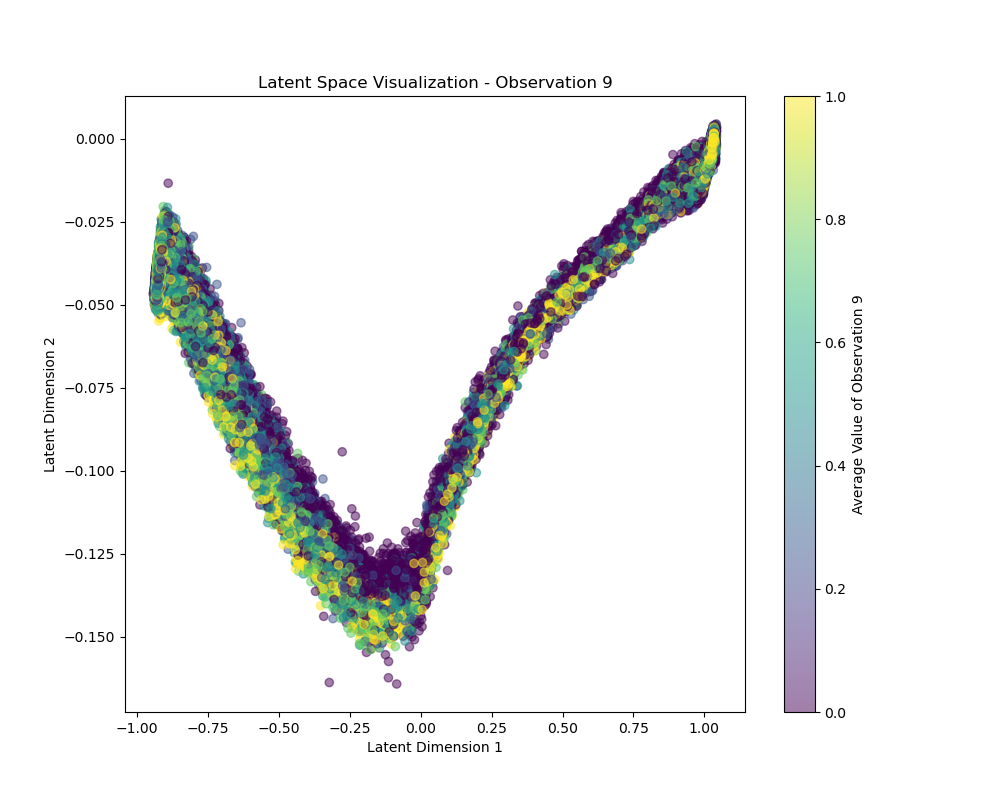 Latent Space Visualization - Observation 9
0.000
−0.025
−0.050
−0.075
−0.100
−0.125
−0.150
Latent Dimension 2
−1.00 −0.75 −0.50 −0.25 0.00 0.25 0.50 0.75 1.00
Latent Dimension 1
1.0
0.8
0.6
0.4
0.2
0.0
Average Value of Observation 9